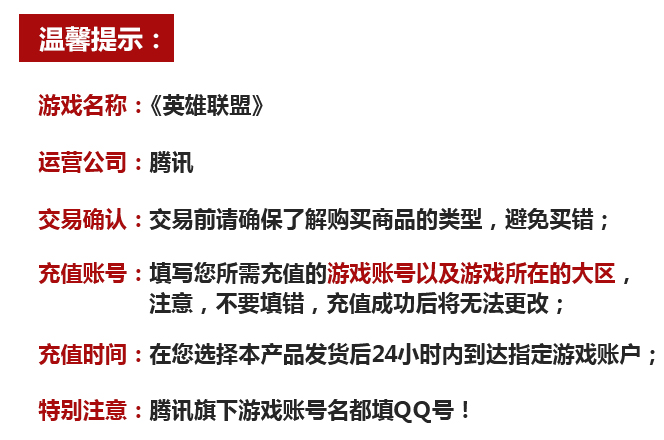 温馨提示：
游戏名称：《英雄联盟》
运营公司：腾讯
交易确认：交易前请确保了解购买商品的类型，避免买错；
充值账号：填写您所需充值的游戏账号以及游戏所在的大区，
注意，不要填错，充值成功后将无法更改；
充值时间：在您选择本产品发货后24小时内到达指定游戏账户；
特别注意：腾讯旗下游戏账号名都填QQ号！